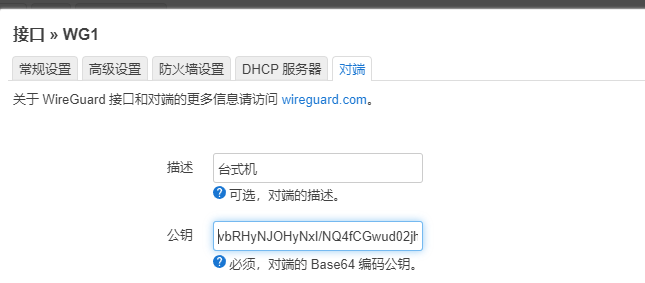 接口 » WG1
常规设置 高级设置 防火墙设置 DHCP 服务器 对端
关于 WireGuard 接口和对端的更多信息请访问 wireguard.com。
描述 台式机
可选，对端的描述。
公钥 vbRHyNJOHyNxI/NQ4fCGwud02jh
必须，对端的 Base64 编码公钥。